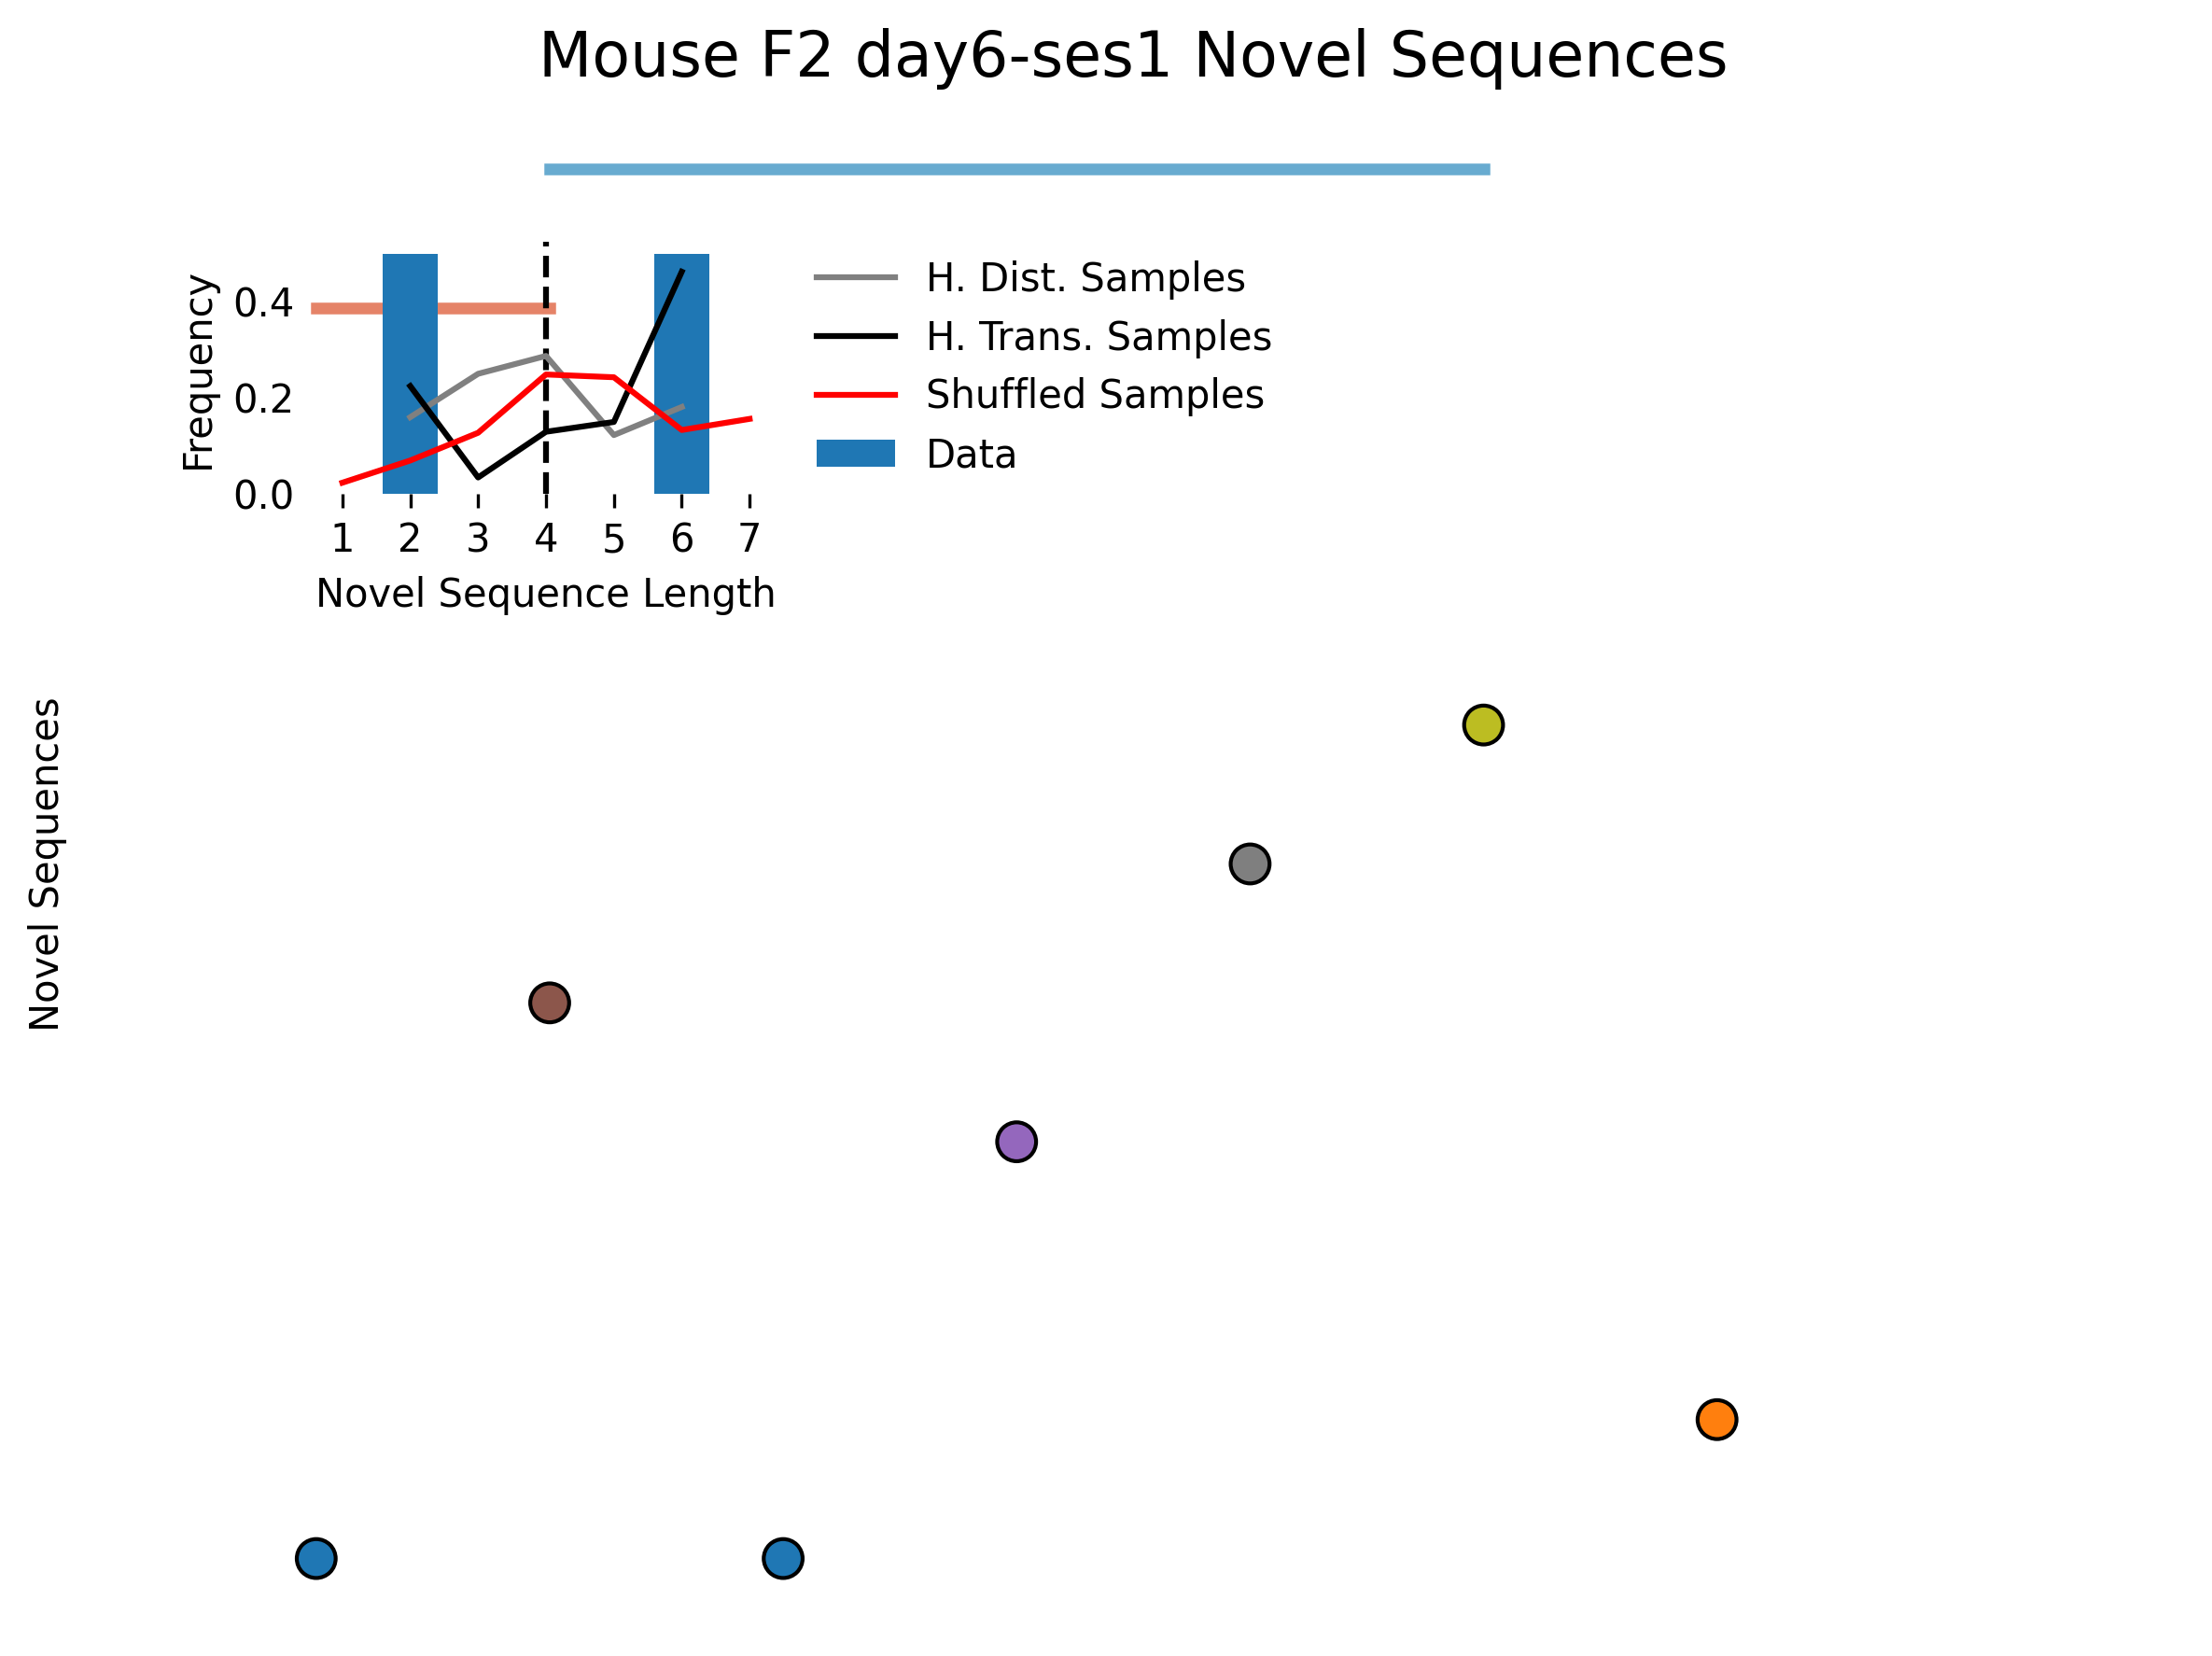 Mouse F2 day6-ses1 Novel Sequences
Frequency
0.4
0.2
0.0
1 2 3 4 5 6 7
Novel Sequence Length
H. Dist. Samples
H. Trans. Samples
Shuffled Samples
Data
Novel Sequences